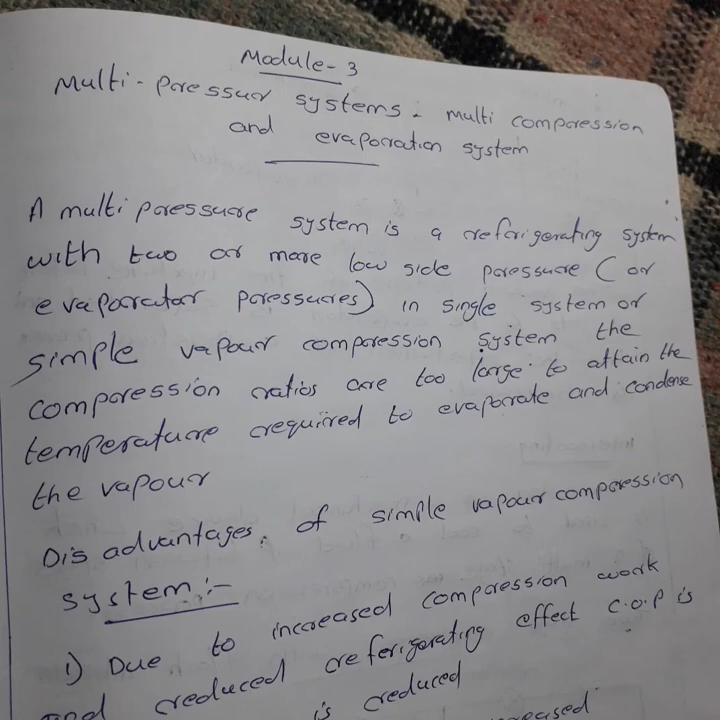 Module-3
Multi-Pressur systems - multi compression
and evaporation system
A multi pressure system is a referigerating system
with two or more low side pressure (or
evaporator pressures) in single system or
simple vapour compression system the
compression ratios are too large to attain the
temperature required to evaporate and condense
the vapour
Disadvantages of simple vapour compression
system:-
1) Due to increased compression work
and reduced referigerating effect C.O.P is
is reduced